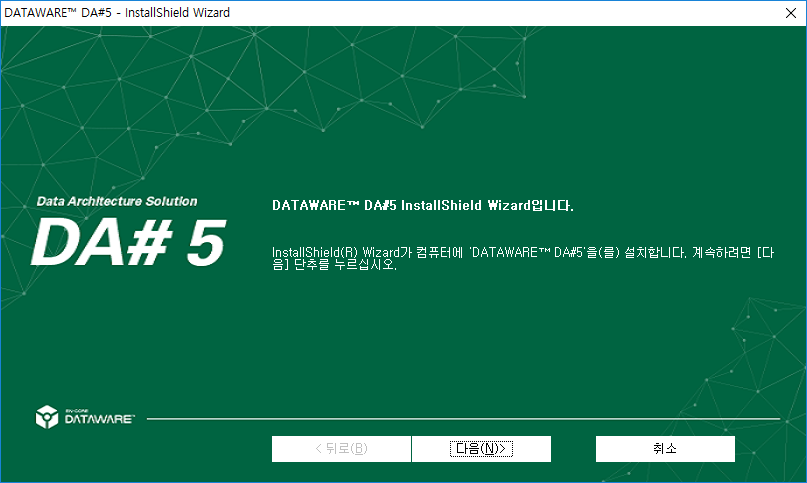 DATAWARE™ DA#5 - InstallShield Wizard
Data Architecture Solution
DA# 5
DATAWARE™ DA#5 InstallShield Wizard입니다.
InstallShield(R) Wizard가 컴퓨터에 'DATAWARE™ DA#5'을(를) 설치합니다. 계속하려면 [다
음] 단추를 누르십시오.
EN-CORE
DATAWARE™
< 뒤로(B)
다음(N)>
취소